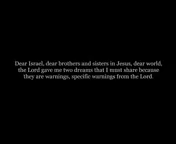 Dear Israel, dear brothers and sisters in Jesus, dear world,
the Lord gave me two dreams that I must share because
they are warnings, specific warnings from the Lord.